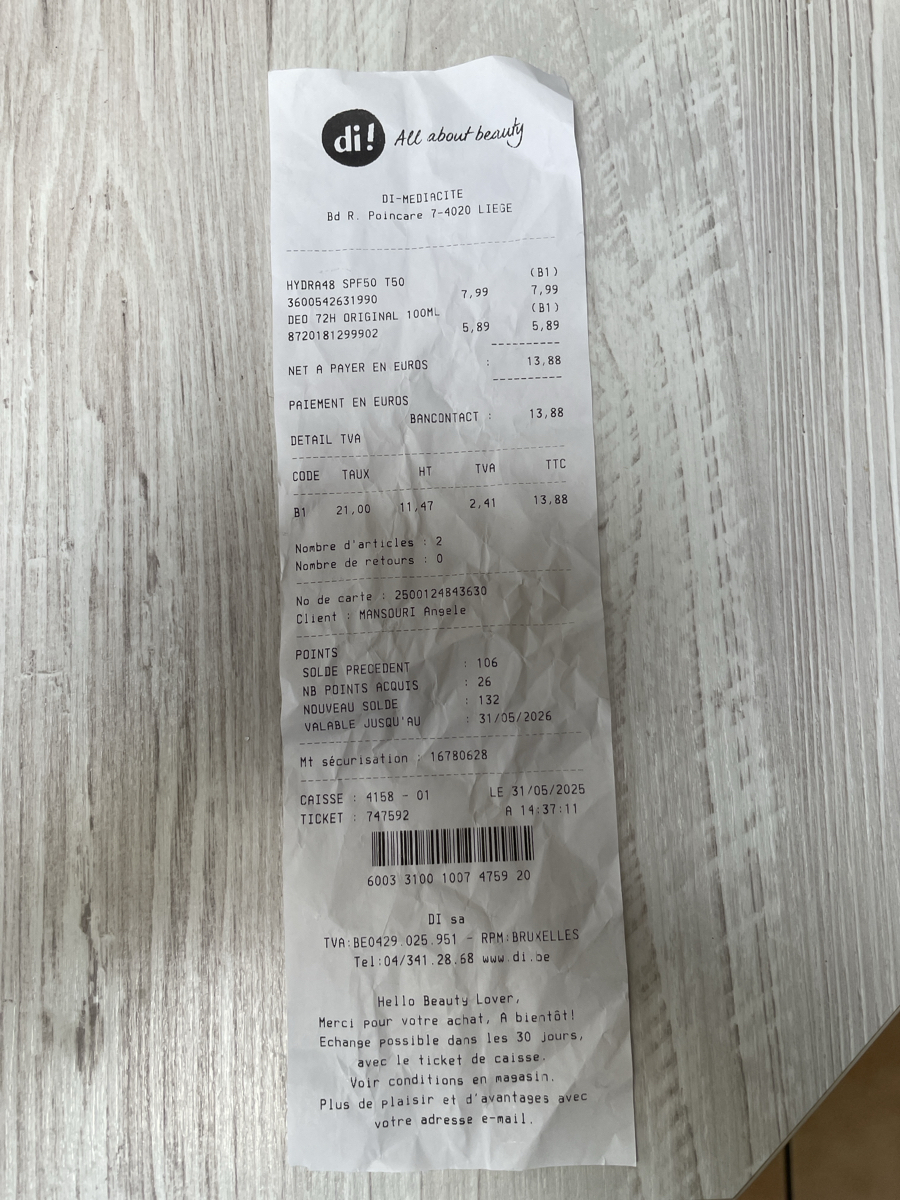 di! All about beauty
DI-MEDIACITE
Bd R. Poincare 7-4020 LIEGE
(B1)
HYDRA48 SPF50 T50
3600542631990 7,99 7,99
(B1)
DEO 72H ORIGINAL 100ML
8720181299902 5,89 5,89
NET A PAYER EN EUROS : 13,88
PAIEMENT EN EUROS
BANCONTACT : 13,88
DETAIL TVA
CODE TAUX HT TVA TTC
B1 21,00 11,47 2,41 13,88
Nombre d'articles : 2
Nombre de retours : 0
No de carte : 2500124843630
Client : MANSOURI Angele
POINTS
SOLDE PRECEDENT : 106
NB POINTS ACQUIS : 26
NOUVEAU SOLDE : 132
VALABLE JUSQU'AU : 31/05/2026
Mt sécurisation : 16780628
CAISSE : 4158 - 01 LE 31/05/2025
TICKET : 747592 A 14:37:11
6003 3100 1007 4759 20
DI sa
TVA:BE0429.025.951 - RPM:BRUXELLES
Tel:04/341.28.68 www.di.be
Hello Beauty Lover,
Merci pour votre achat, A bientôt!
Echange possible dans les 30 jours,
avec le ticket de caisse.
Voir conditions en magasin.
Plus de plaisir et d'avantages avec
votre adresse e-mail.